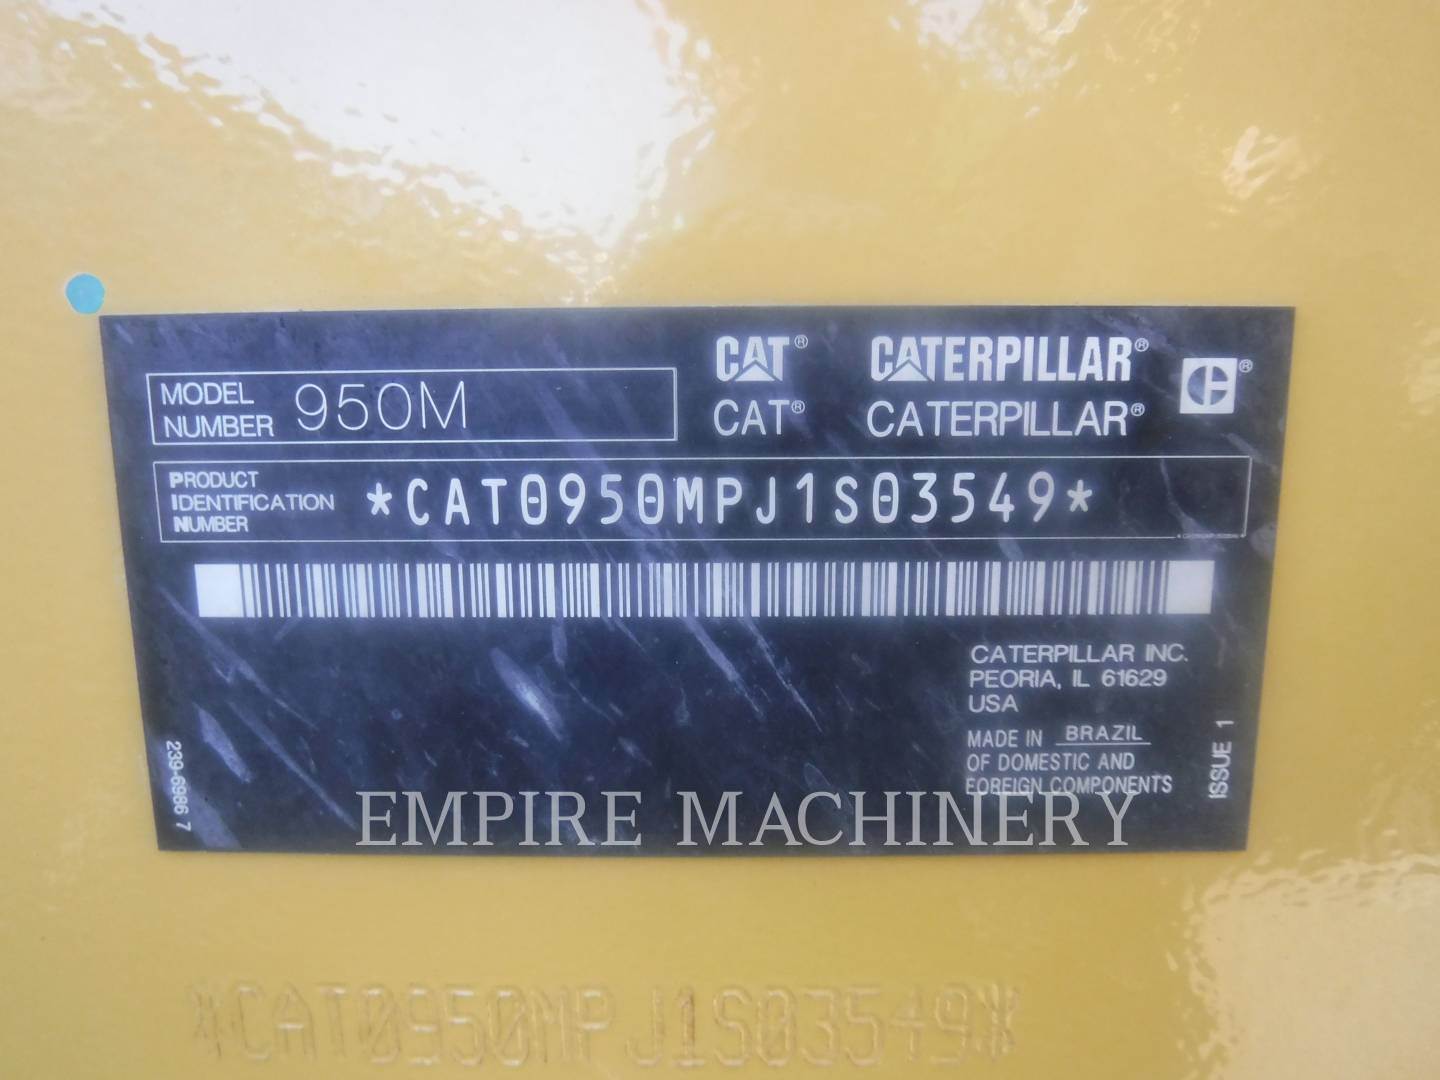 MODEL NUMBER 950M
CAT® CATERPILLAR®
CAT® CATERPILLAR®
PRODUCT IDENTIFICATION NUMBER
*CAT0950MPJ1S03549*
CATERPILLAR INC.
PEORIA, IL 61629
USA
MADE IN BRAZIL
OF DOMESTIC AND
FOREIGN COMPONENTS
ISSUE 1
239-6986 7
EMPIRE MACHINERY
*CAT0950MPJ1S03549*